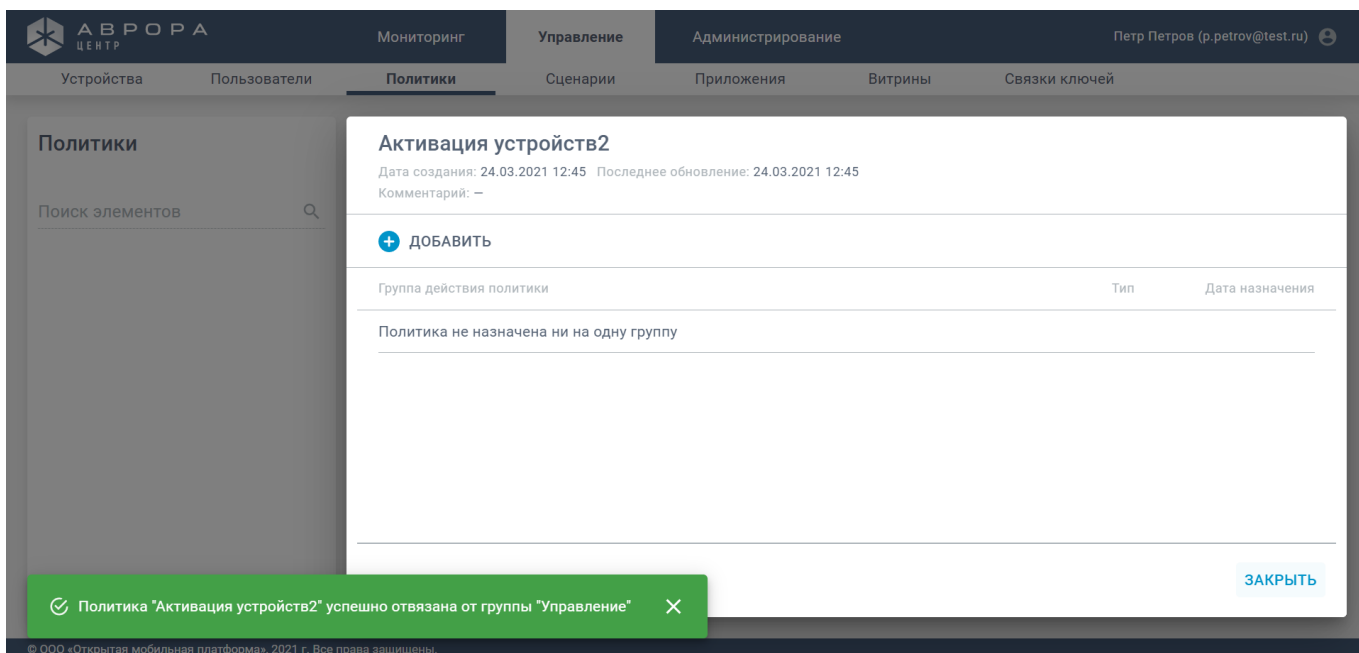 АВРОРА
ЦЕНТР
Мониторинг
Управление
Администрирование
Петр Петров (p.petrov@test.ru)
Устройства
Пользователи
Политики
Сценарии
Приложения
Витрины
Связки ключей
Политики
Поиск элементов
Активация устройств2
Дата создания: 24.03.2021 12:45 Последнее обновление: 24.03.2021 12:45
Комментарий: —
ДОБАВИТЬ
Группа действия политики
Тип
Дата назначения
Политика не назначена ни на одну группу
ЗАКРЫТЬ
Политика "Активация устройств2" успешно отвязана от группы "Управление"
© ООО «Открытая мобильная платформа», 2021 г. Все права защищены.